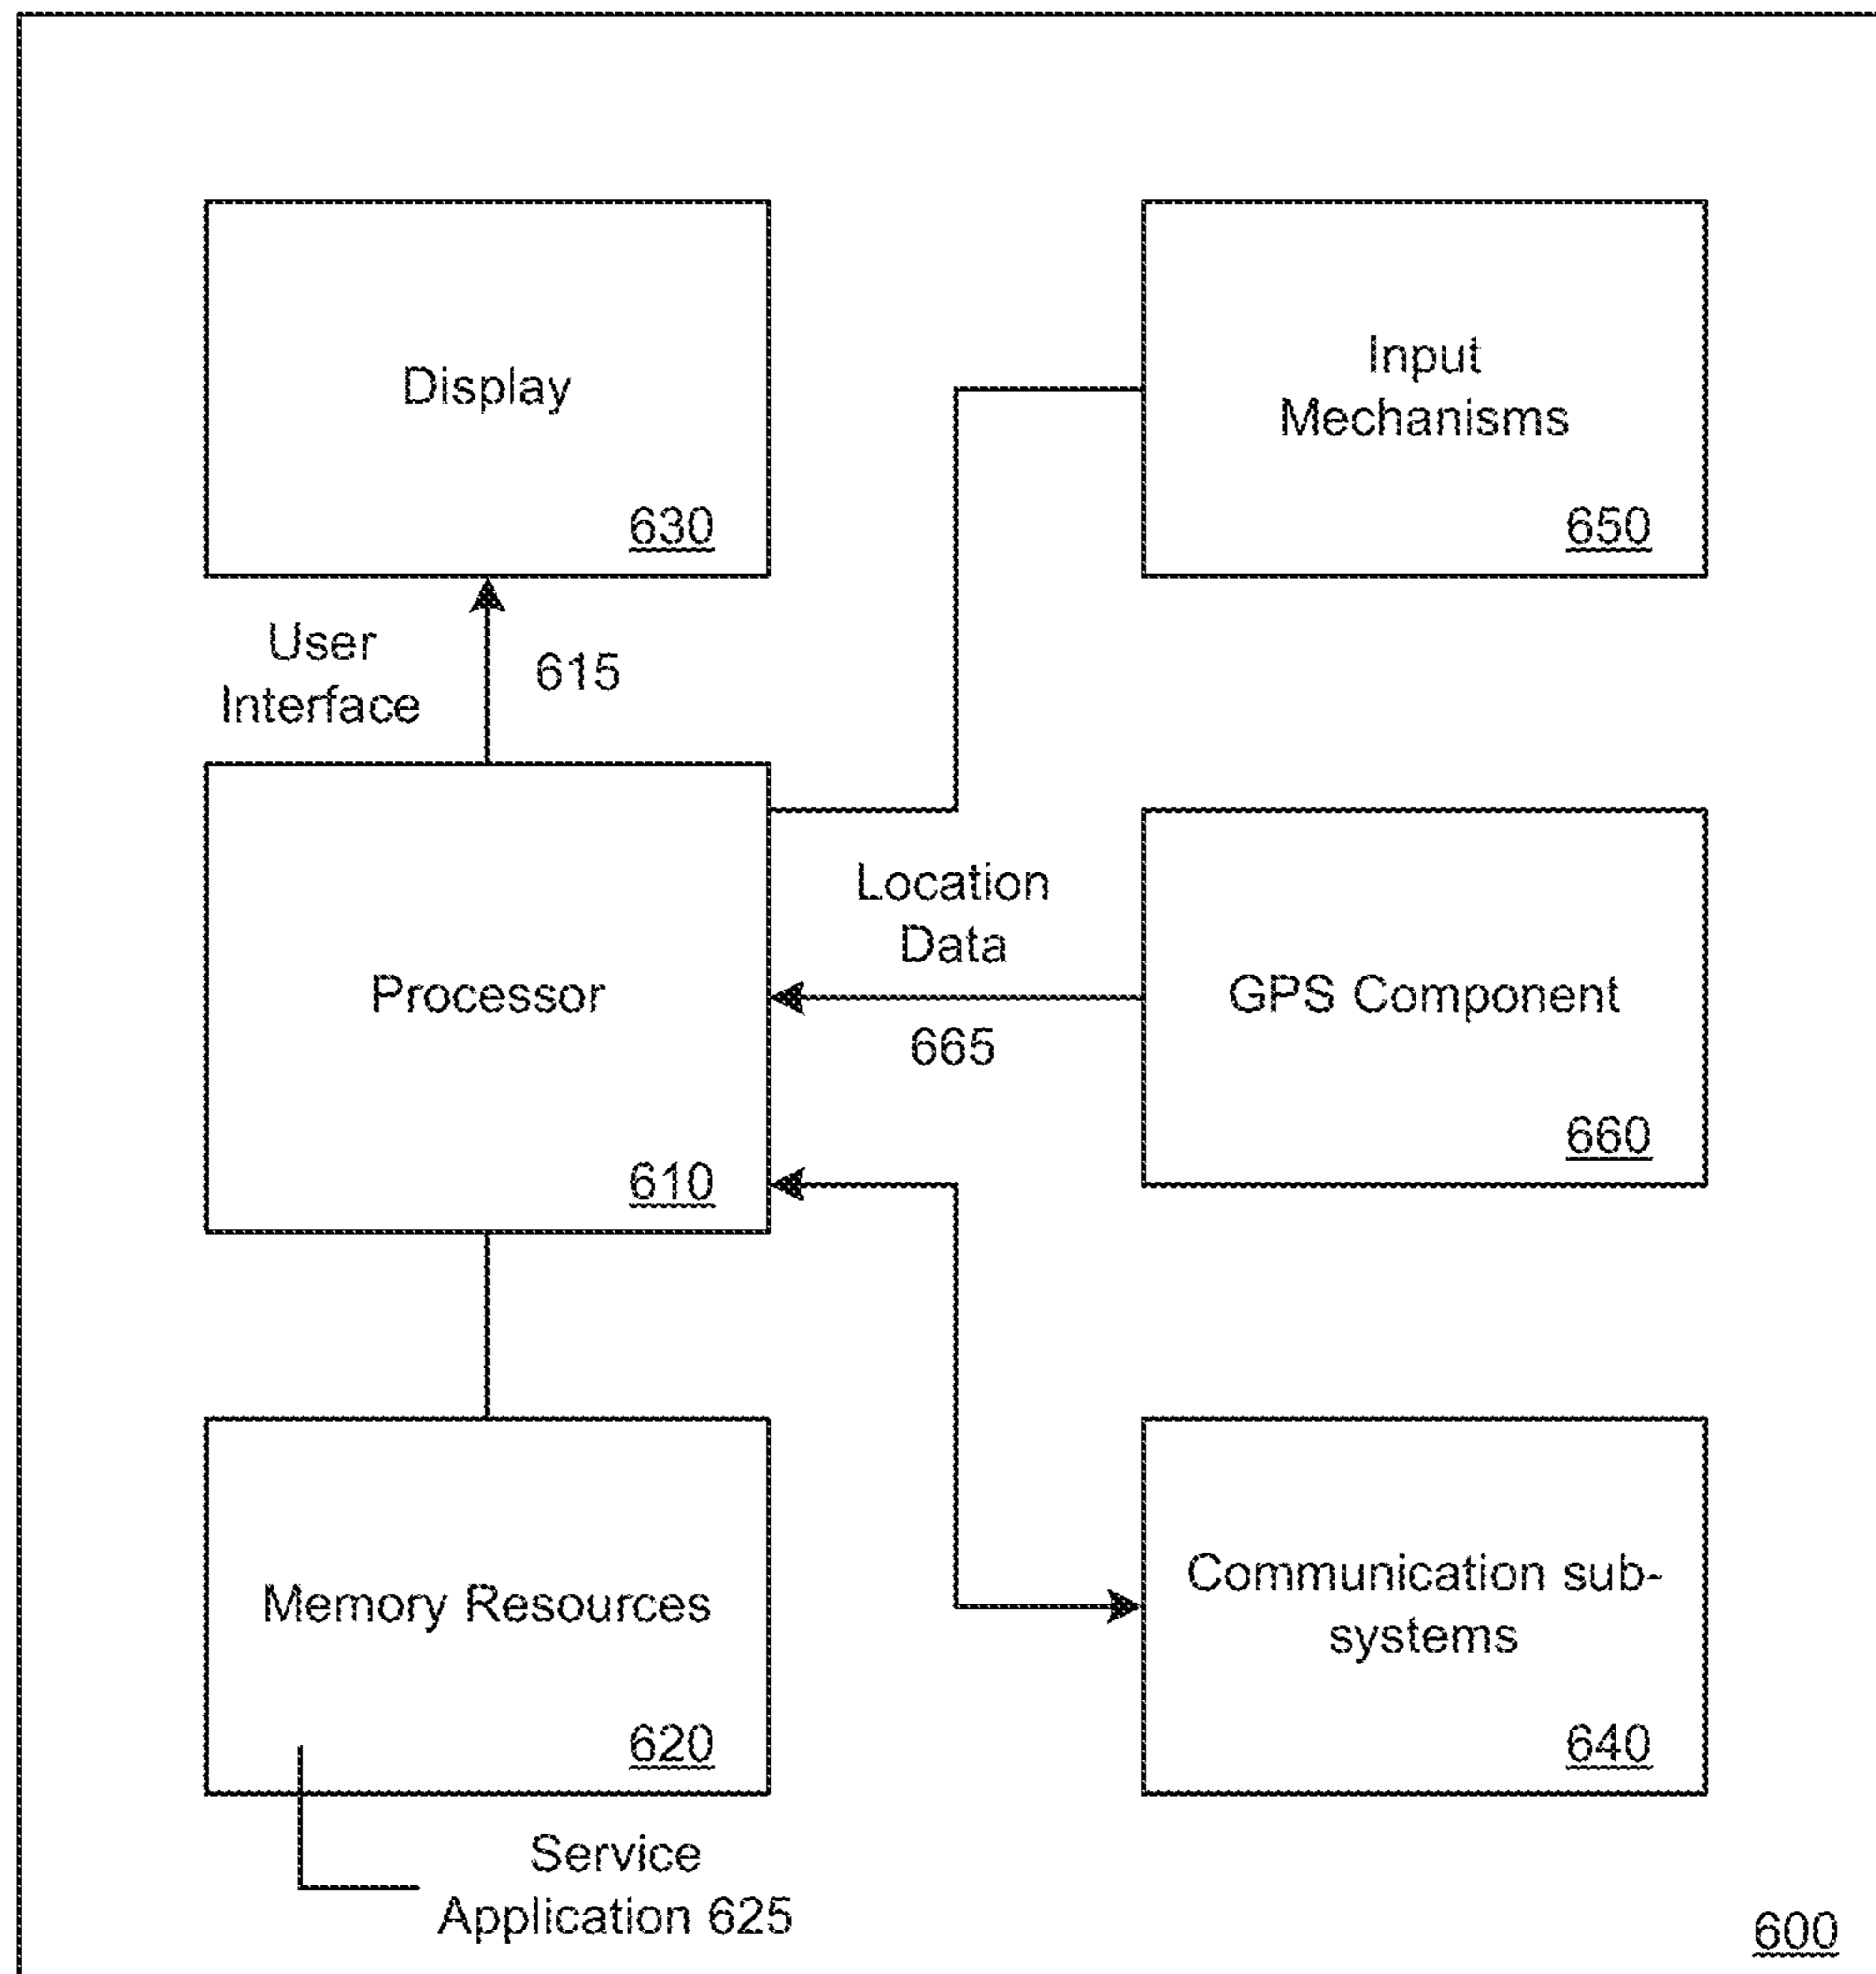 Display
630
Input
Mechanisms
650
User
Interface
615
Processor
610
Location
Data
665
GPS Component
660
Memory Resources
620
Communication sub-
systems
640
Service
Application 625
600